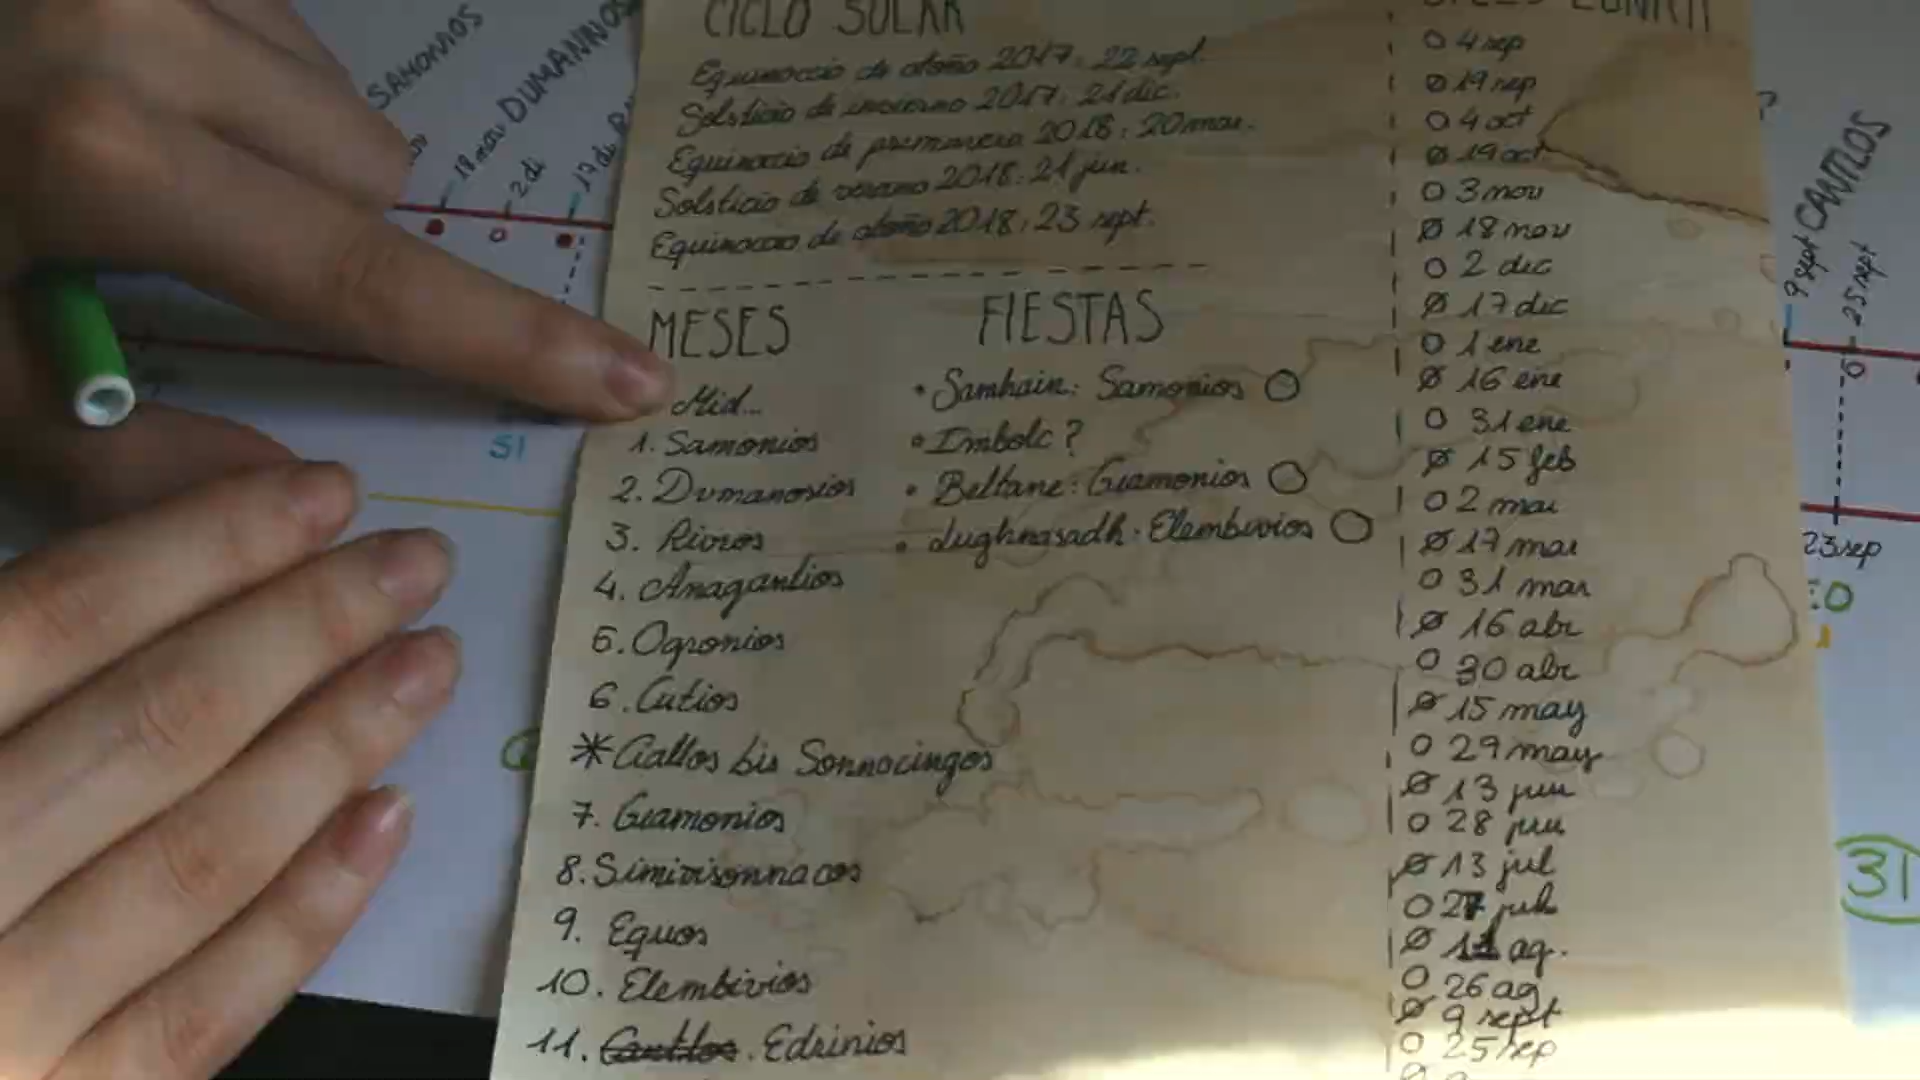 CICLO SOLAR
Equinoccio de otoño 2017: 22 sept.
Solsticio de invierno 2017: 21 dic.
Equinoccio de primavera 2018: 20 mar.
Solsticio de verano 2018: 21 jun.
Equinoccio de otoño 2018: 23 sept.
MESES
Mid...
1. Samonios
2. Dumanosios
3. Rivros
4. Anagantios
5. Ogronios
6. Cutios
* Ciallos bis Sonnocingos
7. Giamonios
8. Simivisonnacos
9. Equos
10. Elembivios
11. Edrinios
FIESTAS
• Samhain: Samonios O
• Imbolc ?
• Beltane: Giamonios O
• Lughnasadh: Elembivios O
O 4 sep
Ø 19 sep
O 4 oct
Ø 19 oct
O 3 nov
Ø 18 nov
O 2 dic
Ø 17 dic
O 1 ene
Ø 16 ene
O 31 ene
Ø 15 feb
O 2 mar
Ø 17 mar
O 31 mar
Ø 16 abr
O 30 abr
Ø 15 may
O 29 may
Ø 13 jun
O 28 jun
Ø 13 jul
O 27 jul
Ø 11 ag.
O 26 ag
Ø 9 sept
O 25 sep
SAMONIOS
18 nov DUMANNOS
2 di
17 di
SI
9 sept CANTLOS
25 sept
23 sep
31